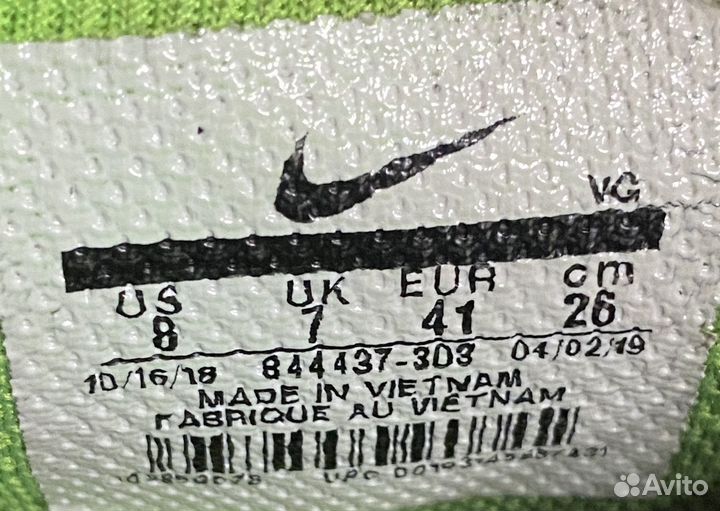 VG
US UK EUR cm
8 7 41 26
10/16/18 844437-303 04/02/19
MADE IN VIETNAM
FABRIQUE AU VIETNAM
UPC
Avito